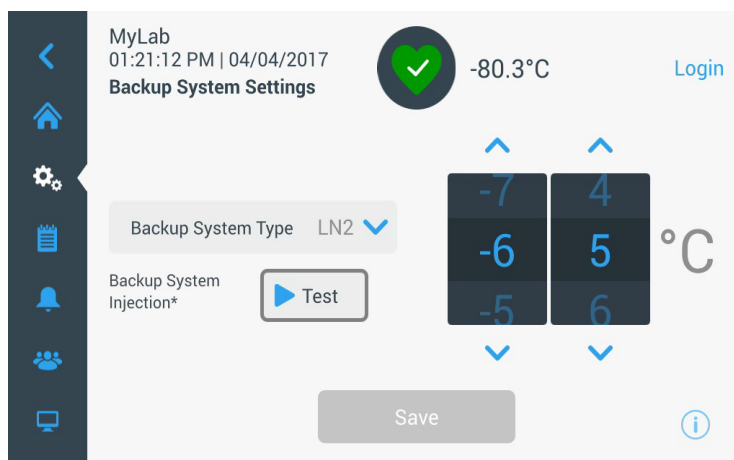 MyLab
01:21:12 PM | 04/04/2017
Backup System Settings
-80.3°C
Login
-7 4
Backup System Type LN2
-6 5 °C
Backup System
Injection*
Test
-5 6
Save
i